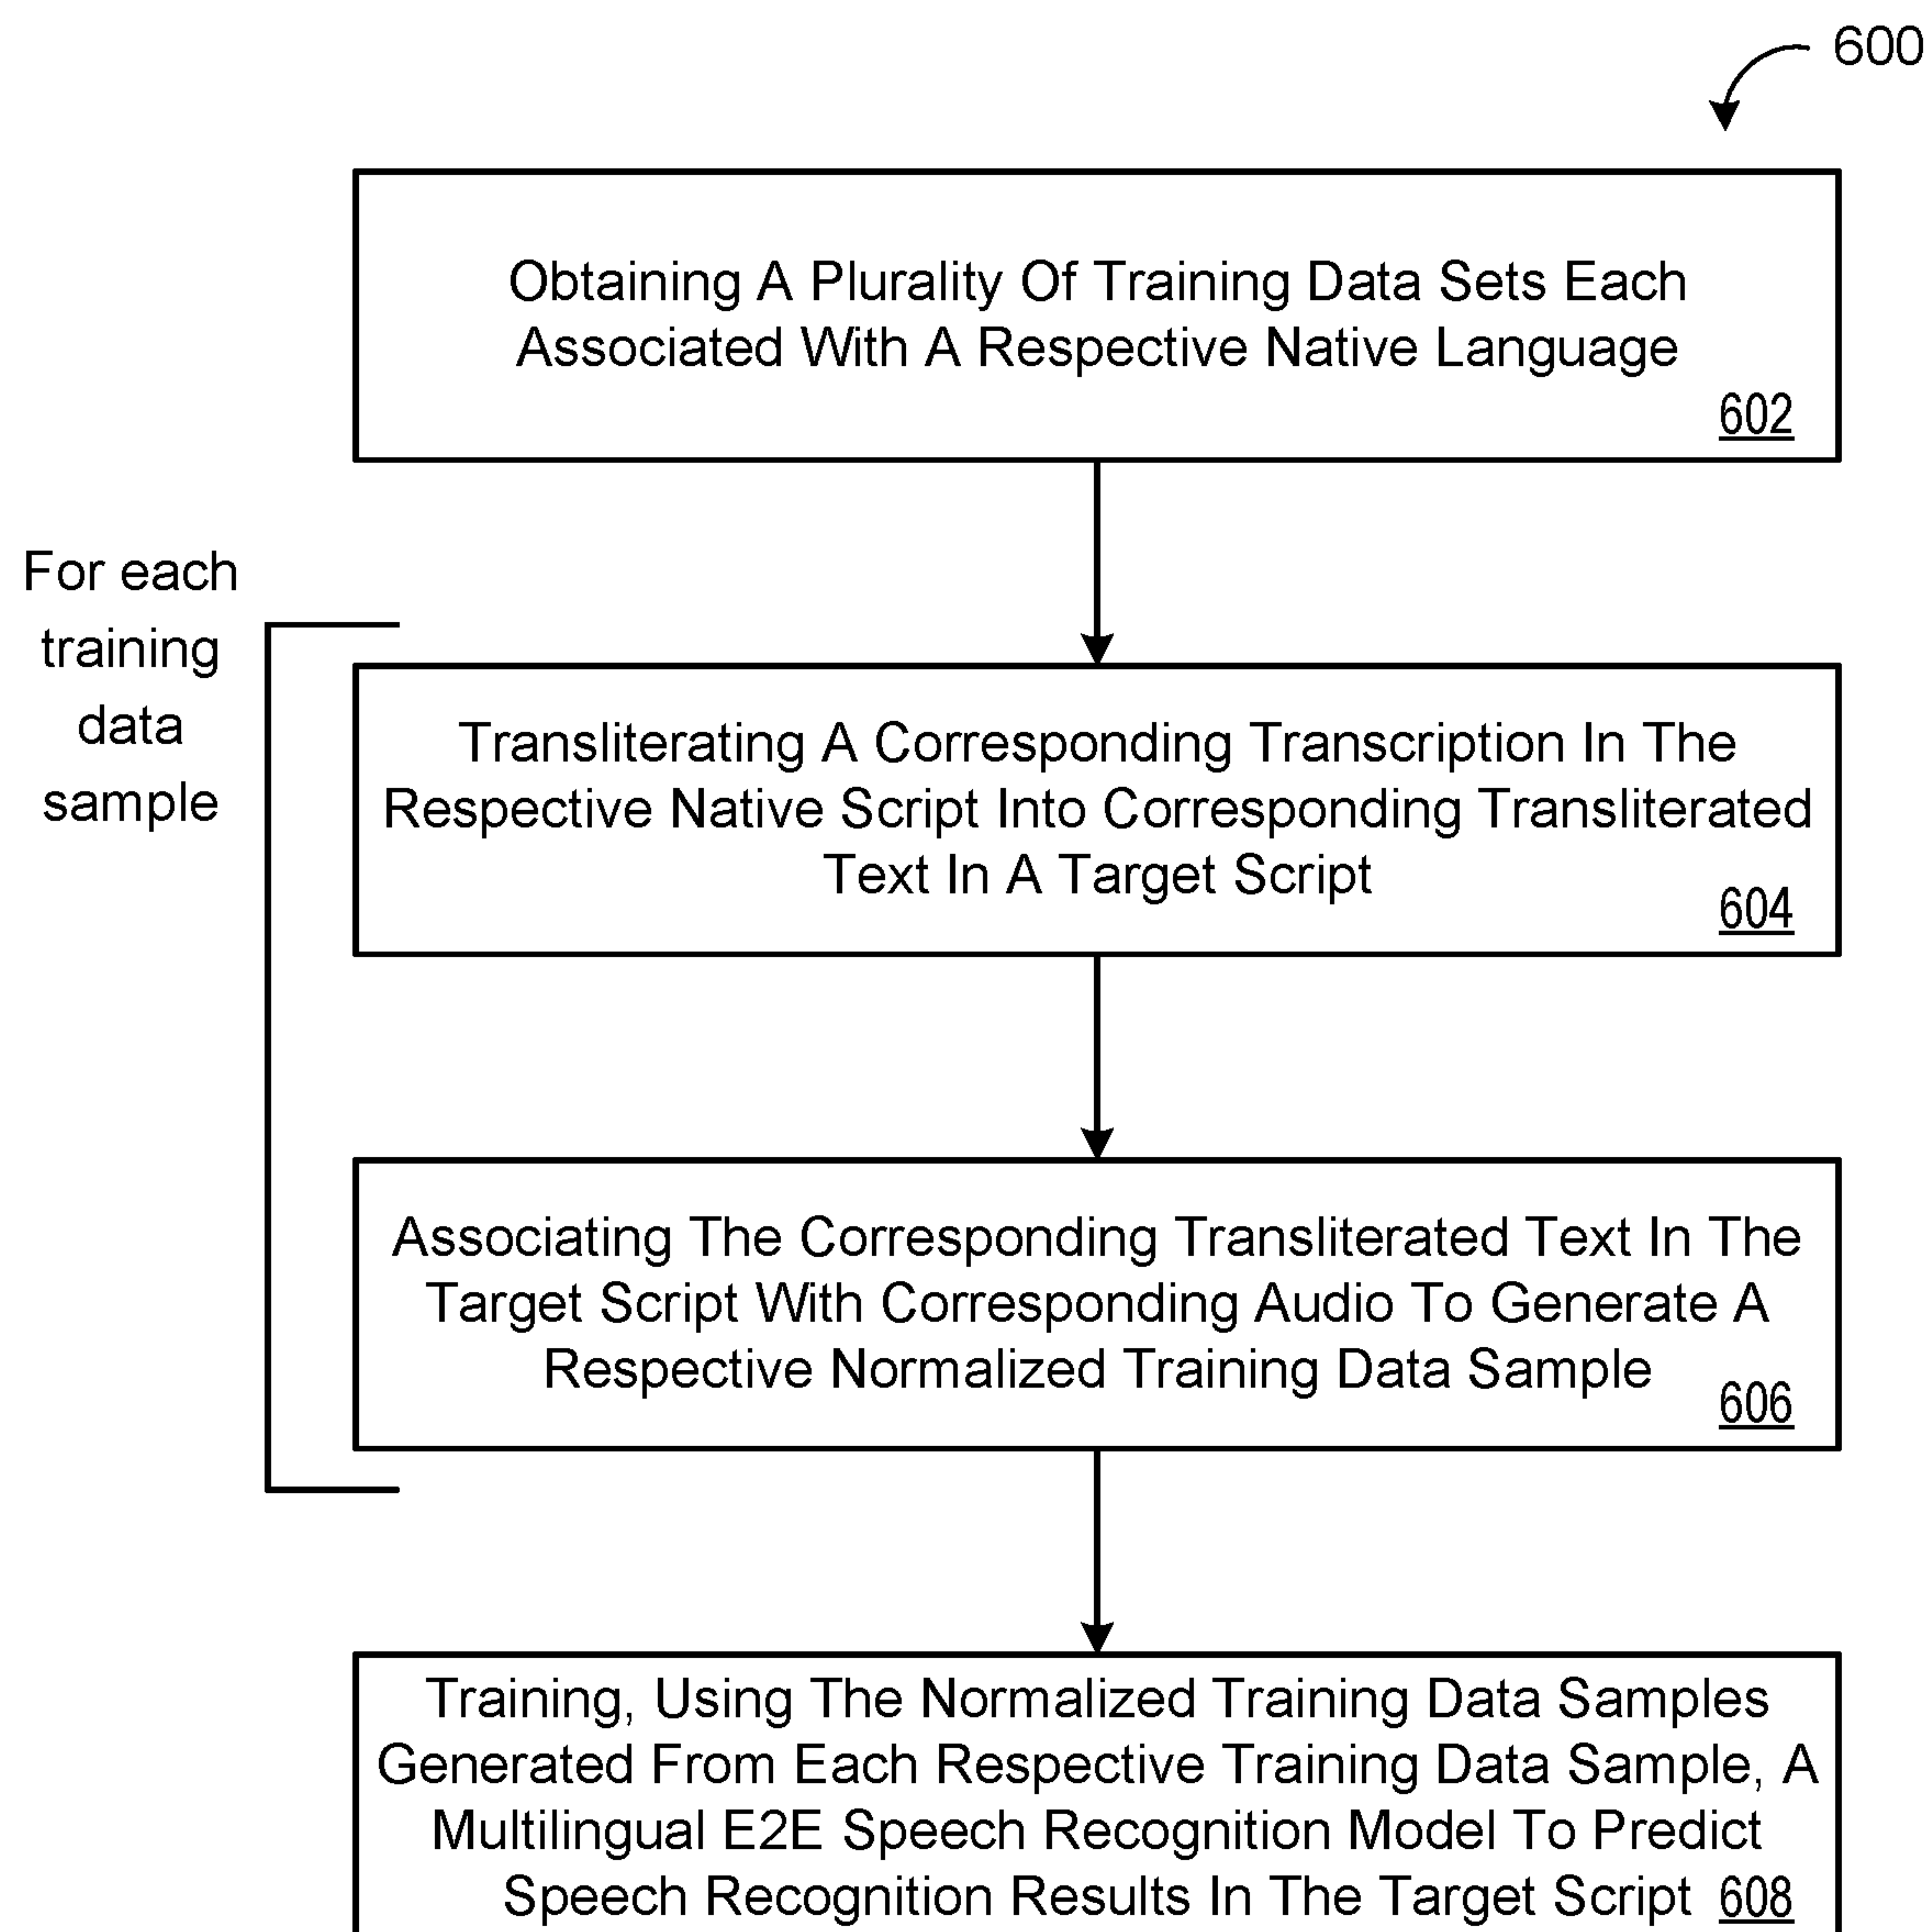 600
Obtaining A Plurality Of Training Data Sets Each
Associated With A Respective Native Language
602
For each
training
data
sample
Transliterating A Corresponding Transcription In The
Respective Native Script Into Corresponding Transliterated
Text In A Target Script
604
Associating The Corresponding Transliterated Text In The
Target Script With Corresponding Audio To Generate A
Respective Normalized Training Data Sample
606
Training, Using The Normalized Training Data Samples
Generated From Each Respective Training Data Sample, A
Multilingual E2E Speech Recognition Model To Predict
Speech Recognition Results In The Target Script 608